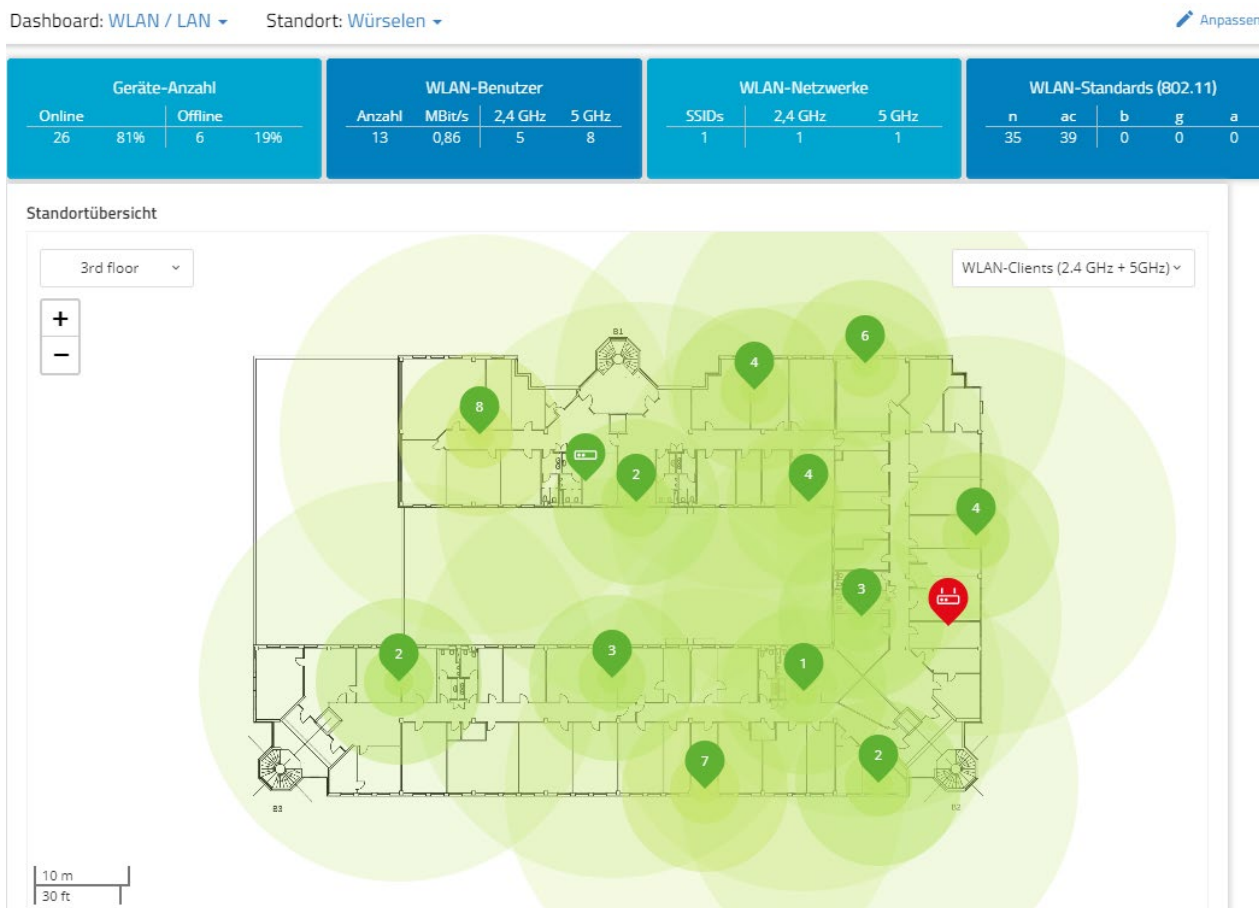 Dashboard: WLAN / LAN Standort: Würselen Anpassen
Geräte-Anzahl
Online Offline
26 81% 6 19%
WLAN-Benutzer
Anzahl MBit/s 2,4 GHz 5 GHz
13 0,86 5 8
WLAN-Netzwerke
SSIDs 2,4 GHz 5 GHz
1 1 1
WLAN-Standards (802.11)
n ac b g a
35 39 0 0 0
Standortübersicht
3rd floor
WLAN-Clients (2.4 GHz + 5GHz)
+
−
B1
6
4
8
2
4
4
3
2
3
1
7
2
B3
B2
10 m
30 ft